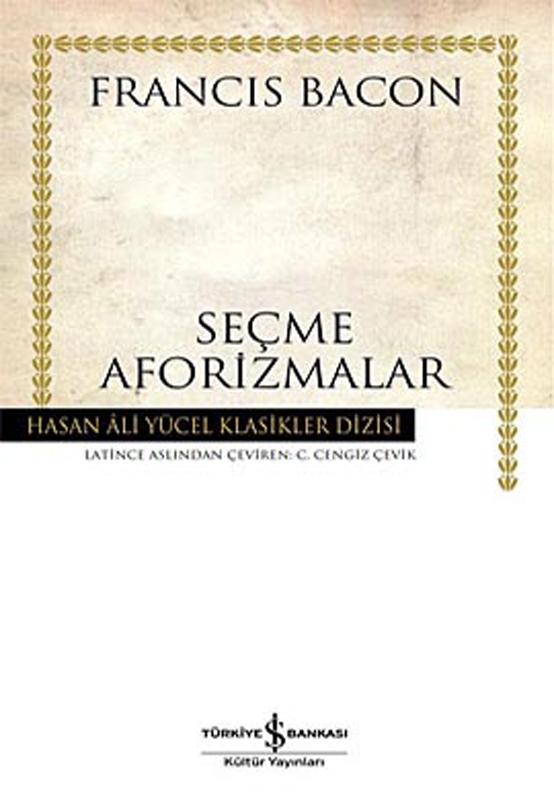 FRANCIS BACON
SEÇME
AFORİZMALAR
HASAN ÂLİ YÜCEL KLASİKLER DİZİSİ
LATİNCE ASLINDAN ÇEVİREN: C. CENGİZ ÇEVİK
TÜRKİYE İŞ BANKASI
Kültür Yayınları